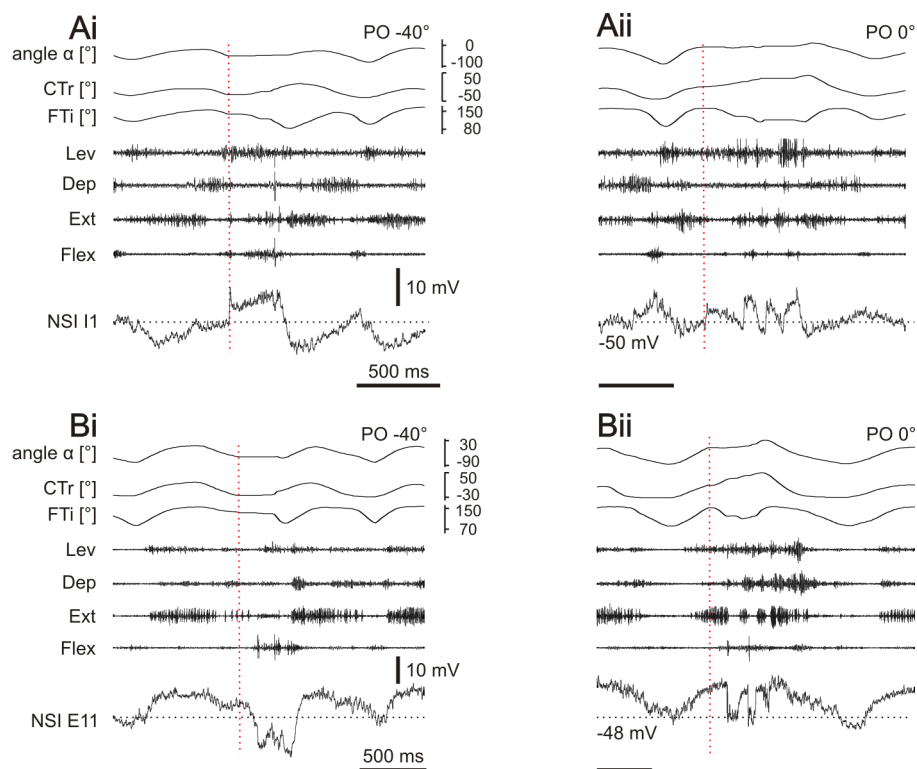 Ai
PO -40°
angle α [°]
0
-100
CTr [°]
50
-50
FTi [°]
150
80
Lev
Dep
Ext
Flex
10 mV
NSI I1
500 ms
Aii
PO 0°
-50 mV
Bi
PO -40°
angle α [°]
30
-90
CTr [°]
50
-30
FTi [°]
150
70
Lev
Dep
Ext
Flex
10 mV
NSI E11
500 ms
Bii
PO 0°
-48 mV